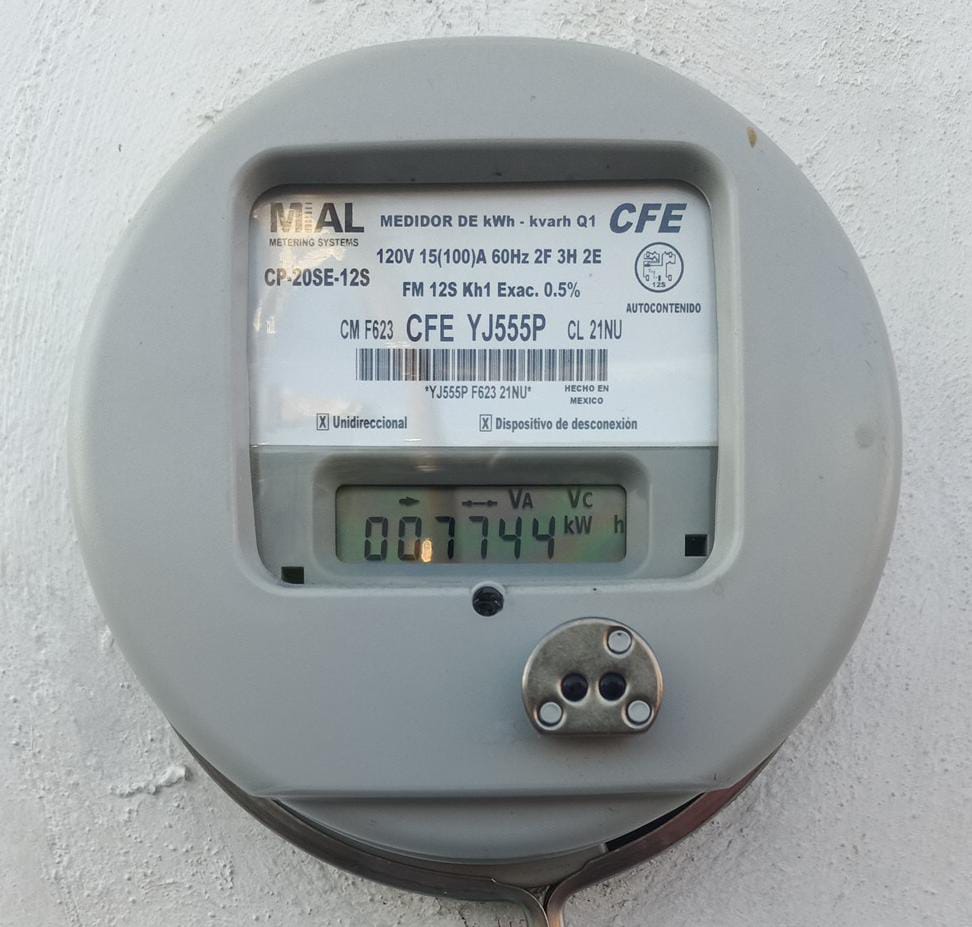 MIAL MEDIDOR DE kWh - kvarh Q1 CFE
METERING SYSTEMS
120V 15(100)A 60Hz 2F 3H 2E
CP-20SE-12S
FM 12S Kh1 Exac. 0.5%
12S
AUTOCONTENIDO
CM F623 CFE YJ555P CL 21NU
*YJ555P F623 21NU*
HECHO EN
MEXICO
X Unidireccional X Dispositivo de desconexión
VA VC
007744 kW h